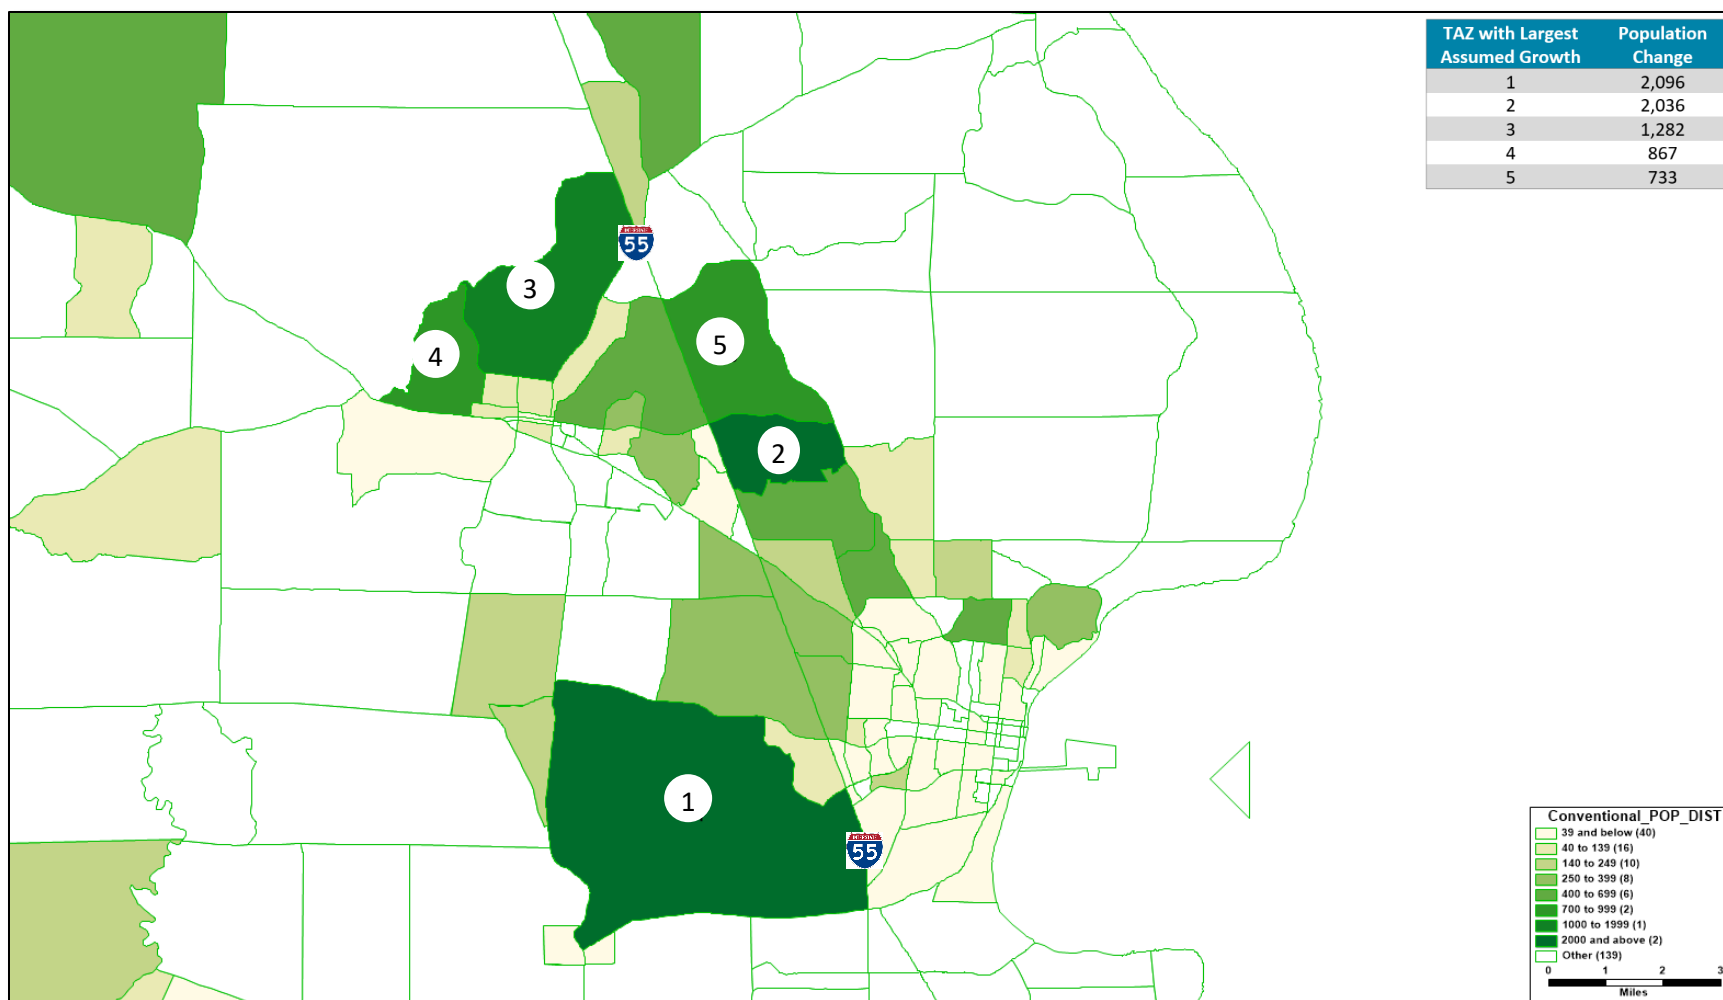 TAZ with Largest Assumed Growth Population Change
1 2,096
2 2,036
3 1,282
4 867
5 733
INTERSTATE
55
3
5
4
2
1
INTERSTATE
55
Conventional_POP_DIST
39 and below (40)
40 to 139 (16)
140 to 249 (10)
250 to 399 (8)
400 to 699 (6)
700 to 999 (2)
1000 to 1999 (1)
2000 and above (2)
Other (139)
0 1 2 3
Miles